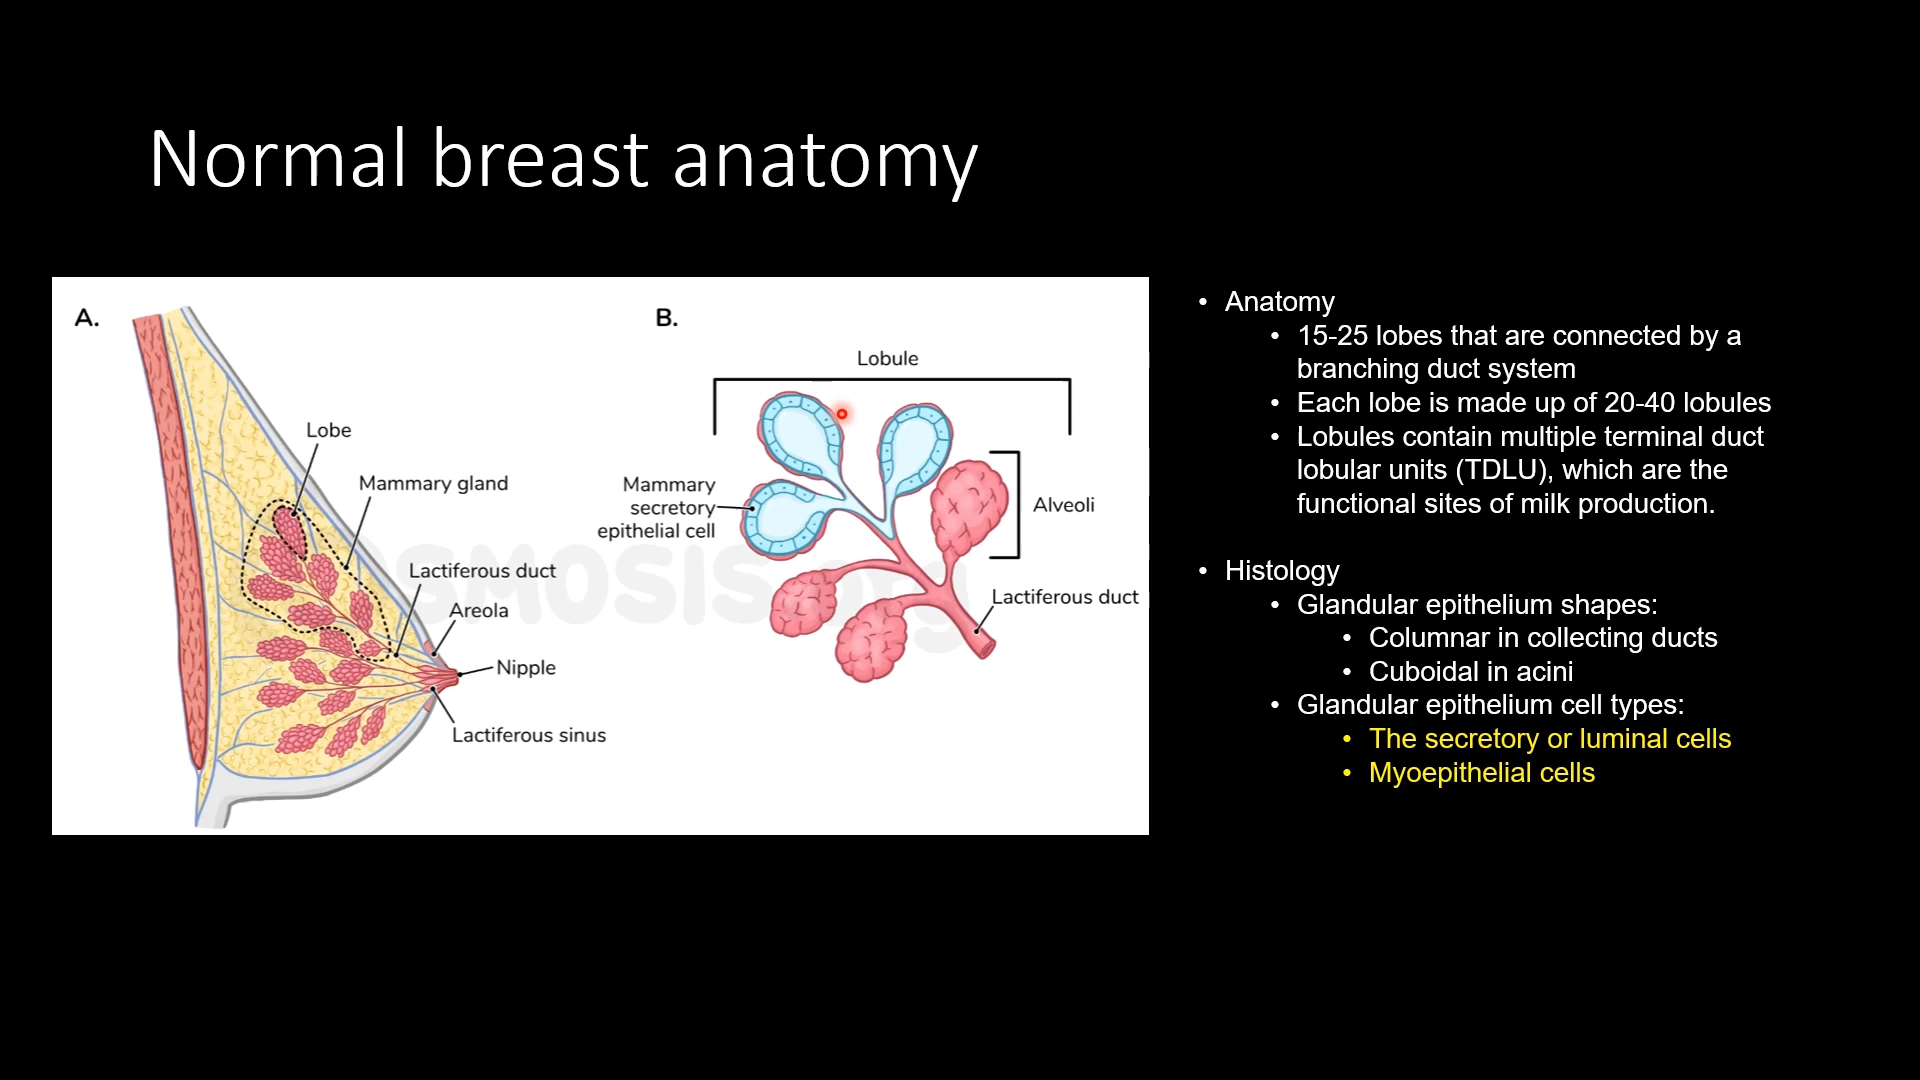 Normal breast anatomy
A.
Lobe
Mammary gland
Lactiferous duct
Areola
Nipple
Lactiferous sinus
B.
Lobule
Mammary
secretory
epithelial cell
Alveoli
Lactiferous duct
OSMOSIS.org
• Anatomy
• 15-25 lobes that are connected by a
branching duct system
• Each lobe is made up of 20-40 lobules
• Lobules contain multiple terminal duct
lobular units (TDLU), which are the
functional sites of milk production.
• Histology
• Glandular epithelium shapes:
• Columnar in collecting ducts
• Cuboidal in acini
• Glandular epithelium cell types:
• The secretory or luminal cells
• Myoepithelial cells